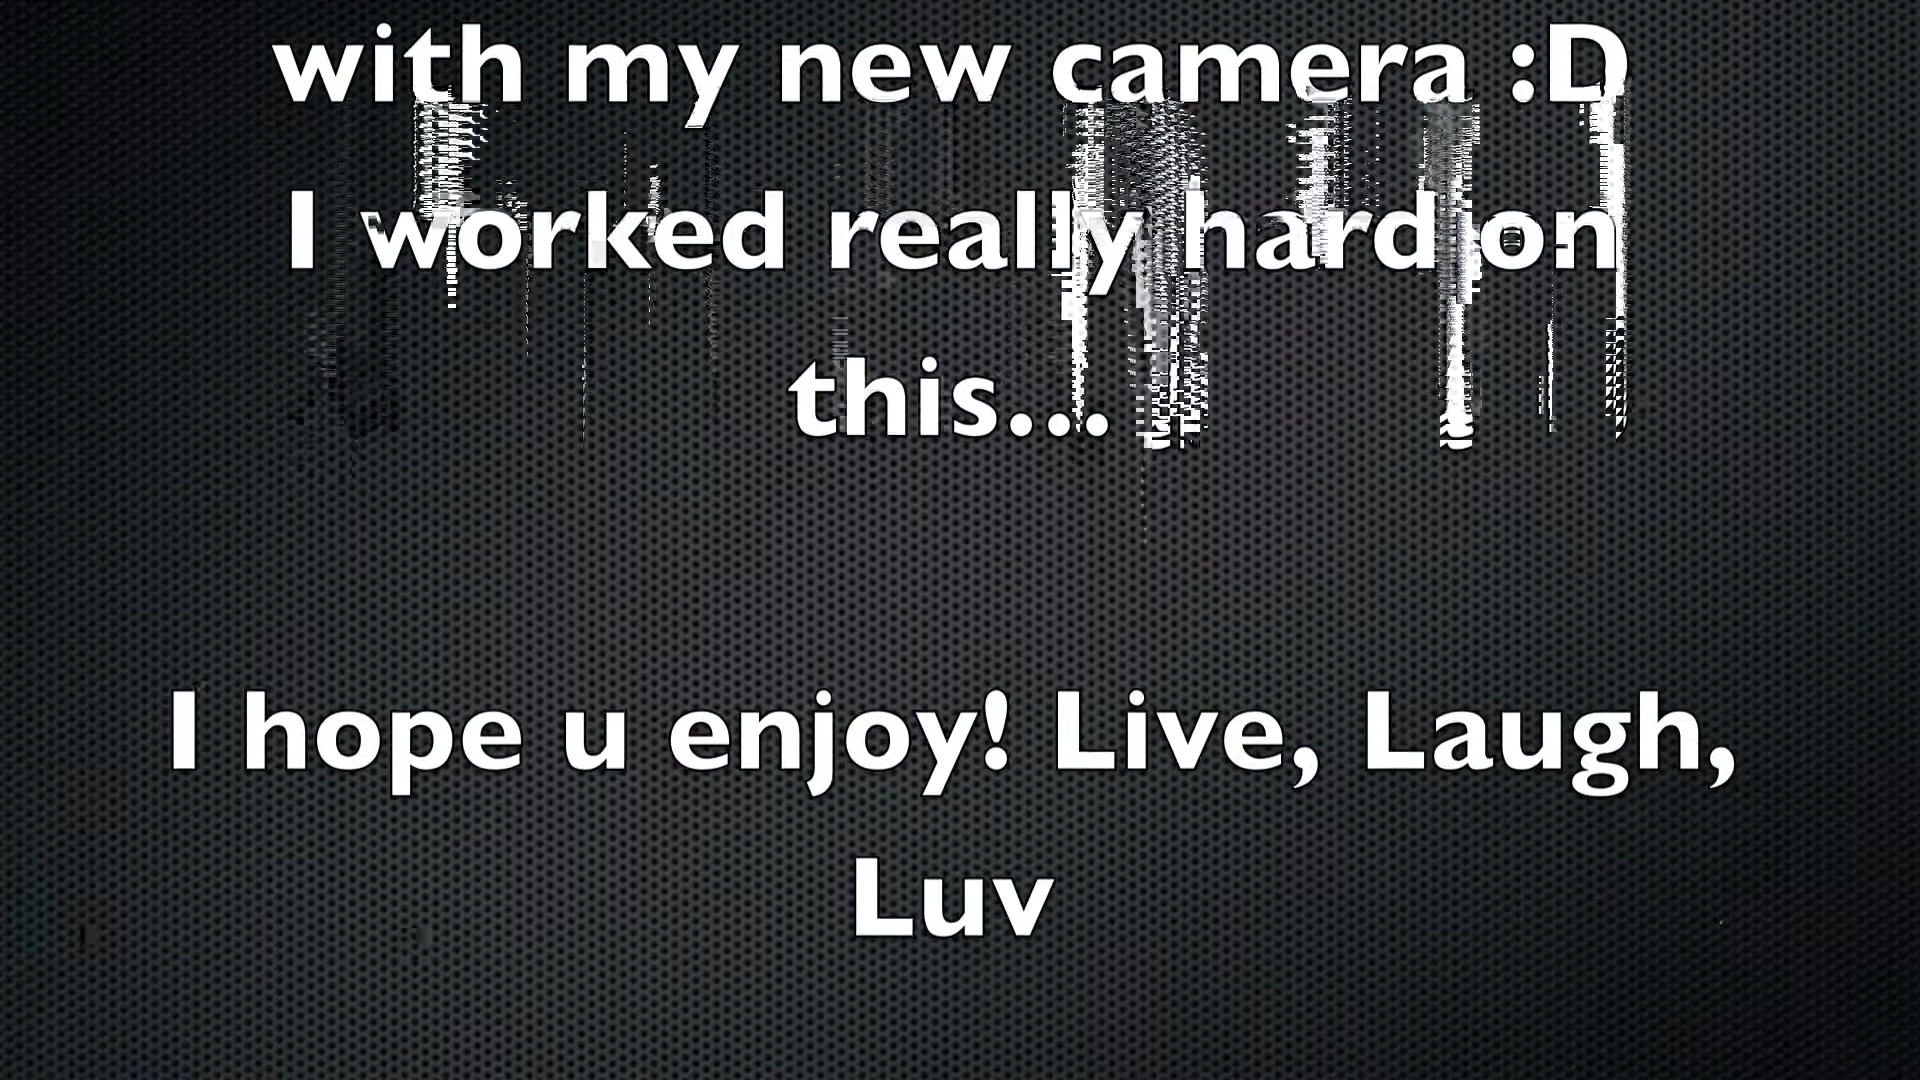 with my new camera :D
I worked really hard on
this...
I hope u enjoy! Live, Laugh,
Luv